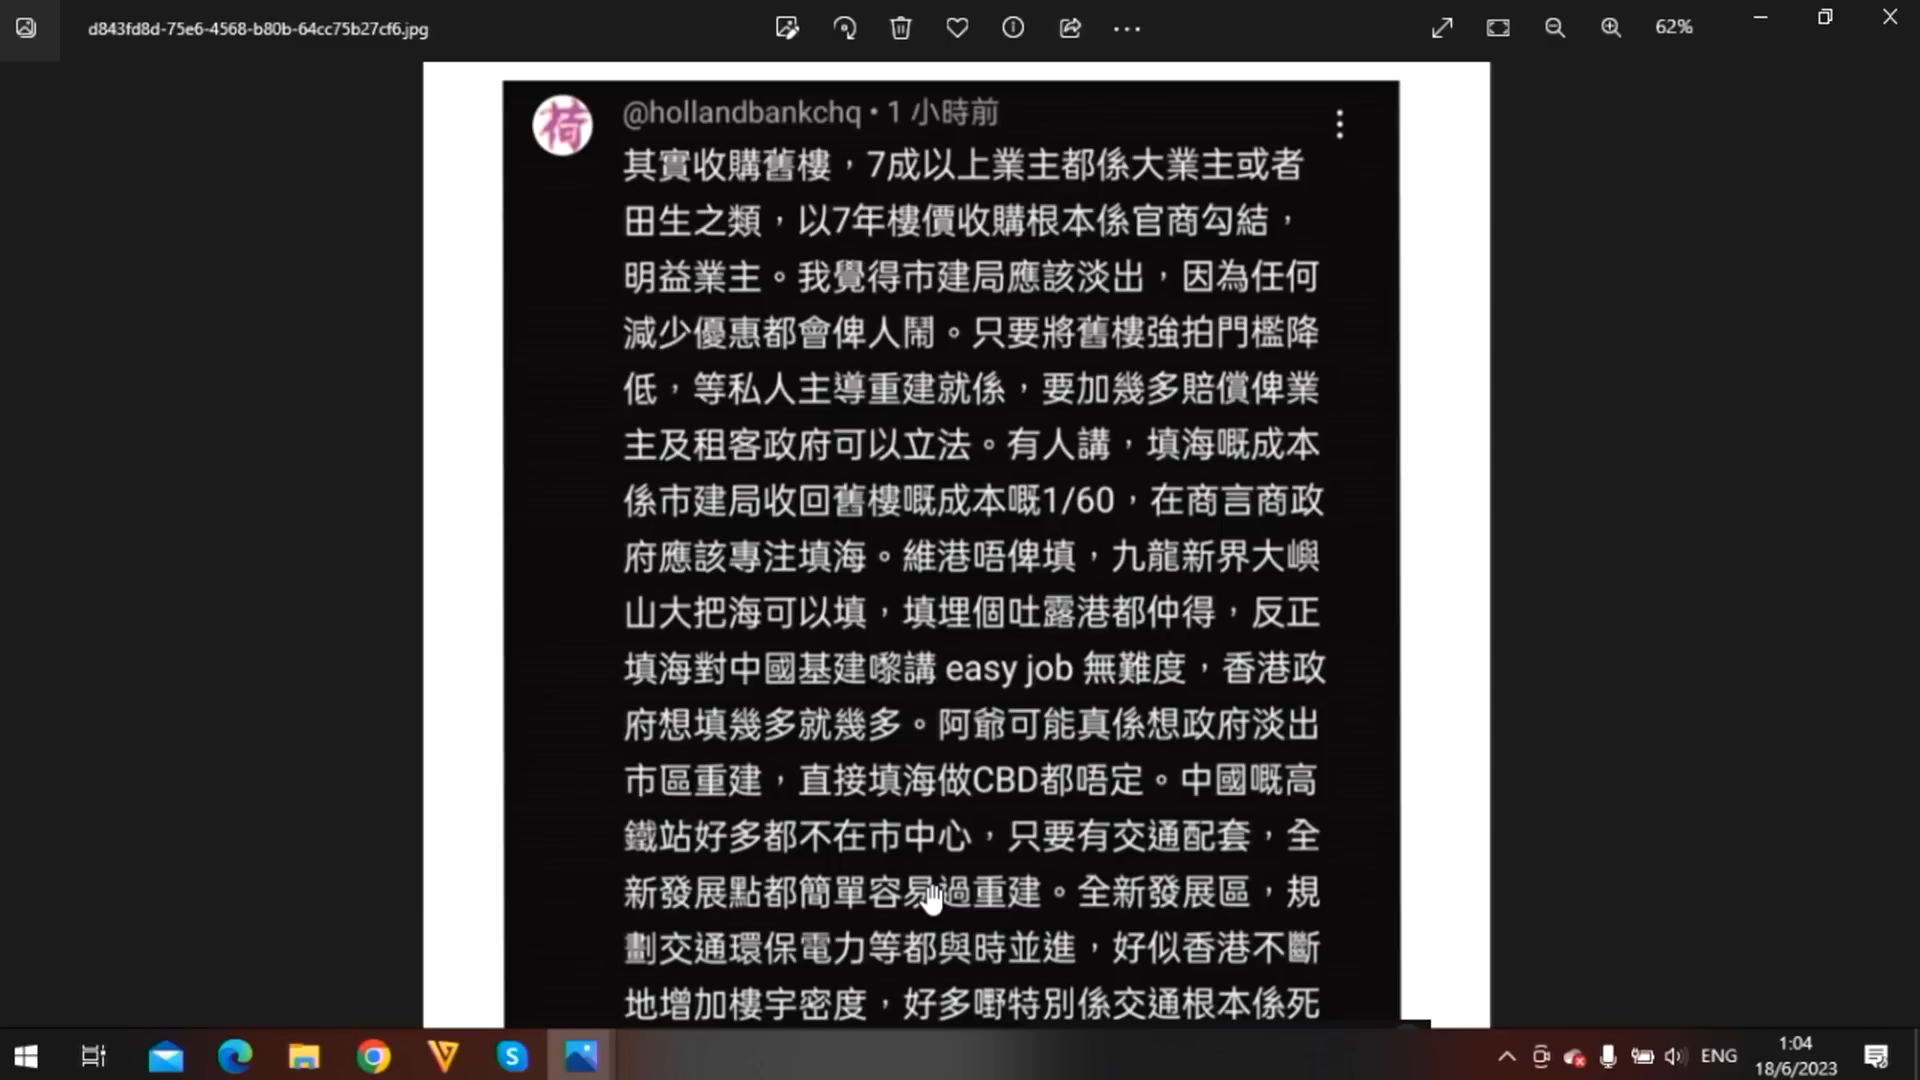 d843fd8d-75e6-4568-b80b-64cc75b27cf6.jpg
62%
荷
@hollandbankchq • 1 小時前
其實收購舊樓，7成以上業主都係大業主或者
田生之類，以7年樓價收購根本係官商勾結，
明益業主。我覺得市建局應該淡出，因為任何
減少優惠都會俾人鬧。只要將舊樓強拍門檻降
低，等私人主導重建就係，要加幾多賠償俾業
主及租客政府可以立法。有人講，填海嘅成本
係市建局收回舊樓嘅成本嘅1/60，在商言商政
府應該專注填海。維港唔俾填，九龍新界大嶼
山大把海可以填，填埋個吐露港都仲得，反正
填海對中國基建嚟講 easy job 無難度，香港政
府想填幾多就幾多。阿爺可能真係想政府淡出
市區重建，直接填海做CBD都唔定。中國嘅高
鐵站好多都不在市中心，只要有交通配套，全
新發展點都簡單容易過重建。全新發展區，規
劃交通環保電力等都與時並進，好似香港不斷
地增加樓宇密度，好多嘢特別係交通根本係死
ENG
1:04
18/6/2023